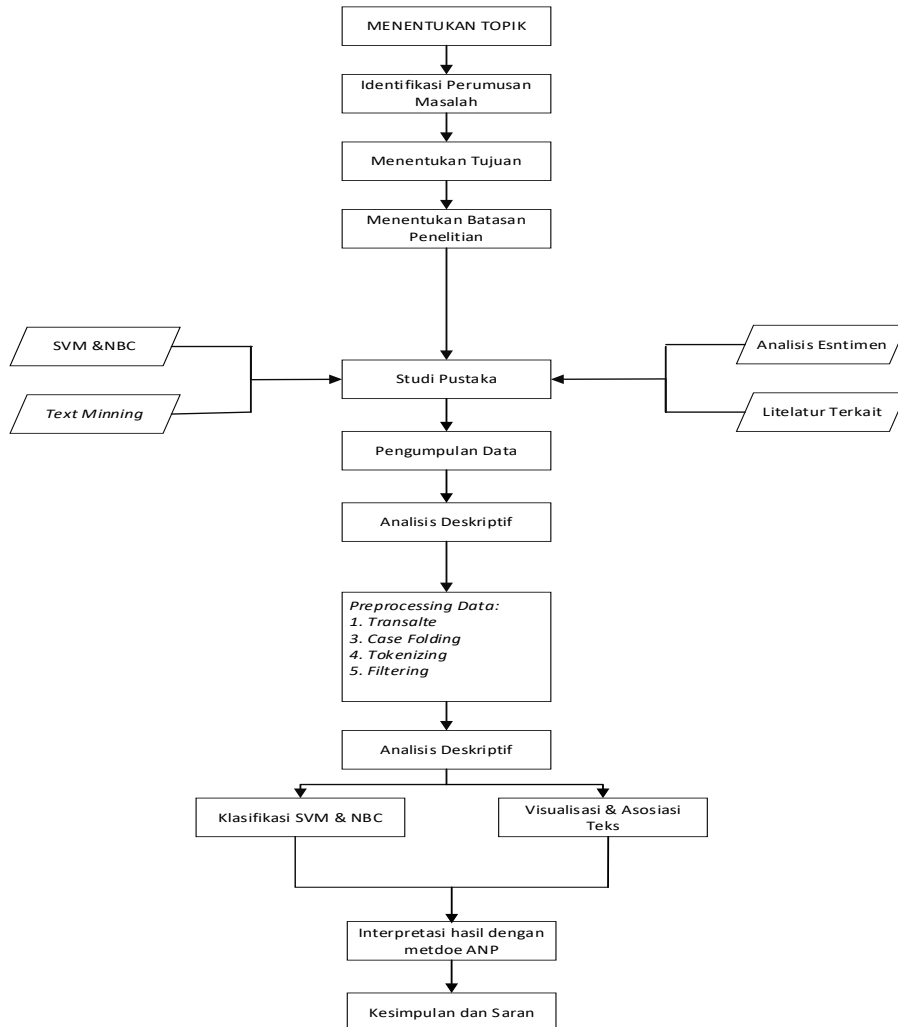 MENENTUKAN TOPIK
Identifikasi Perumusan
Masalah
Menentukan Tujuan
Menentukan Batasan
Penelitian
SVM &NBC
Analisis Esntimen
Studi Pustaka
Text Minning
Litelatur Terkait
Pengumpulan Data
Analisis Deskriptif
Preprocessing Data:
1. Transalte
3. Case Folding
4. Tokenizing
5. Filtering
Analisis Deskriptif
Klasifikasi SVM & NBC
Visualisasi & Asosiasi
Teks
Interpretasi hasil dengan
metdoe ANP
Kesimpulan dan Saran